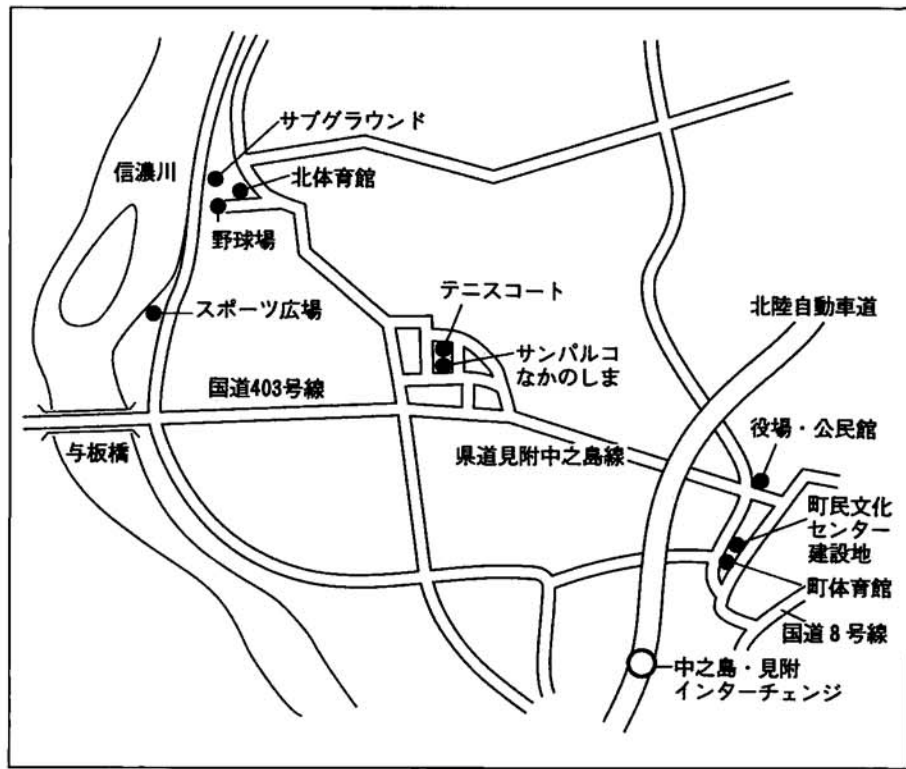 サブグラウンド
信濃川
北体育館
野球場
テニスコート
スポーツ広場
北陸自動車道
サンパルコ
なかのしま
国道403号線
役場・公民館
与板橋
県道見附中之島線
町民文化
センター
建設地
町体育館
国道8号線
中之島・見附
インターチェンジ